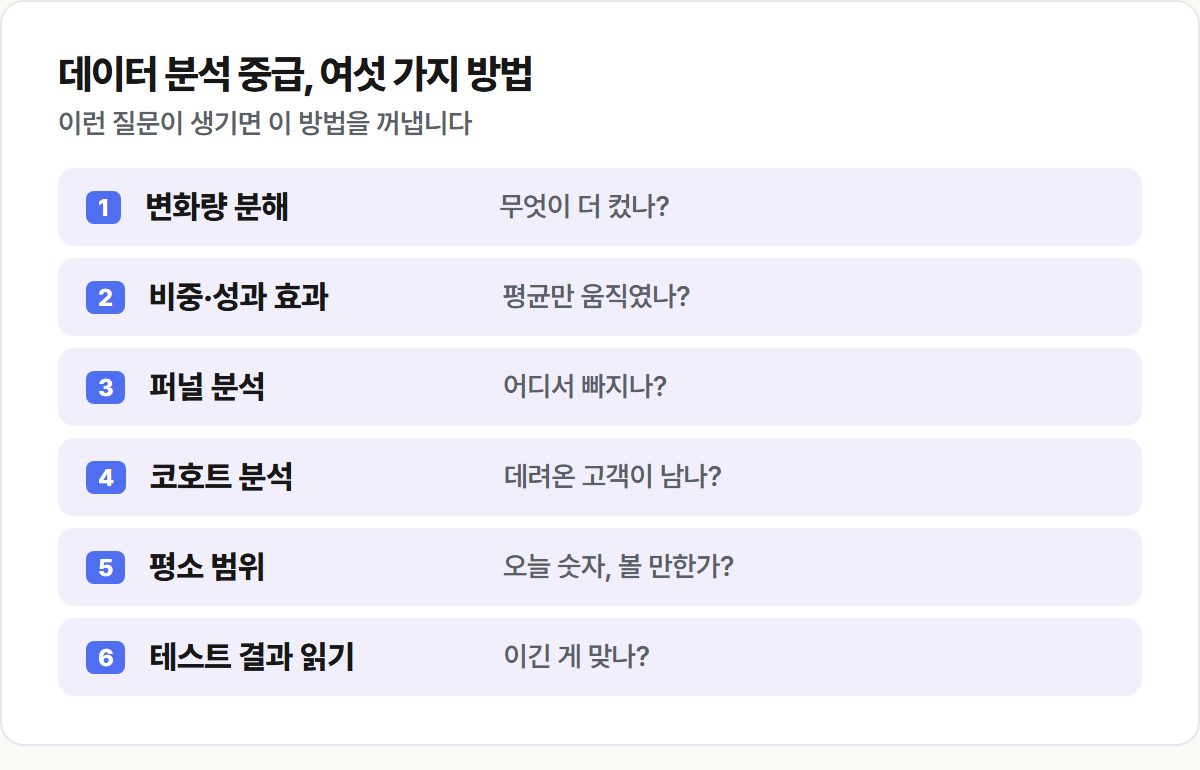 데이터 분석 중급, 여섯 가지 방법
이런 질문이 생기면 이 방법을 꺼냅니다
1 변화량 분해 무엇이 더 컸나?
2 비중·성과 효과 평균만 움직였나?
3 퍼널 분석 어디서 빠지나?
4 코호트 분석 데려온 고객이 남나?
5 평소 범위 오늘 숫자, 볼 만한가?
6 테스트 결과 읽기 이긴 게 맞나?